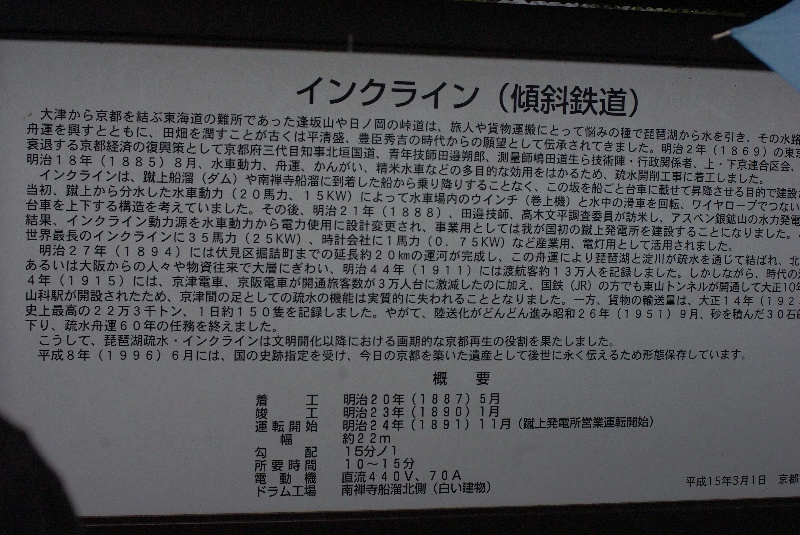 インクライン（傾斜鉄道）
大津から京都を結ぶ東海道の難所であった逢坂山や日ノ岡の峠道は、旅人や貨物運搬にとって悩みの種で琵琶湖から水を引き、その水路
舟運を興すとともに、田畑を潤すことが古くは平清盛、豊臣秀吉の時代からの願望として伝承されてきました。明治２年（１８６９）の東
衰退する京都経済の復興策として京都府三代目知事北垣国道、青年技師田邉朔郎、測量師嶋田道生ら技術陣・行政関係者、上・下京連合区会、
明治１８年（１８８５）８月、水車動力、舟運、かんがい、精米水車などの多目的な効用をはかるため、疏水開削工事に着工しました。
インクラインは、蹴上船溜（ダム）や南禅寺船溜に到着した船から乗り降りすることなく、この坂を船ごと台車に載せて昇降させる目的で建設さ
当初、蹴上から分水した水車動力（２０馬力、１５ＫＷ）によって水車場内のウインチ（巻上機）と水中の滑車を回転、ワイヤロープでつない
台車を上下する構造を考えていました。その後、明治２１年（１８８８）、田邉技師、高木文平調査委員が訪米し、アスペン銀鉱山の水力発電
結果、インクライン動力源を水車動力から電力使用に設計変更され、事業用としては我が国初の蹴上発電所を建設することになりました。
世界最長のインクラインに３５馬力（２５ＫＷ）、時計会社に１馬力（０．７５ＫＷ）など産業用、電灯用として活用されました。
明治２７年（１８９４）には伏見区堀詰町までの延長約２０㎞の運河が完成し、この舟運により琵琶湖と淀川が疏水を通じて結ばれ、北
あるいは大阪からの人々や物資往来で大層にぎわい、明治４４年（１９１１）には渡航客約１３万人を記録しました。しかしながら、時代の
４年（１９１５）には、京津電車、京阪電車が開通旅客数が３万人台に激減したのに加え、国鉄（ＪＲ）の方でも東山トンネルが開通して大正10年
山科駅が開設されたため、京津間の足としての疏水の機能は実質的に失われることとなりました。一方、貨物の輸送量は、大正１４年（１９２
史上最高の２２万３千トン、１日約１５０隻を記録しました。やがて、陸送化がどんどん進み昭和２６年（１９５１）９月、砂を積んだ３０石
下り、疏水舟運６０年の任務を終えました。
こうして、琵琶湖疏水・インクラインは文明開化以降における画期的な京都再生の役割を果たしました。
平成８年（１９９６）６月には、国の史跡指定を受け、今日の京都を築いた遺産として後世に永く伝えるため形態保存しています。
概　要
着　　工　明治２０年（１８８７）５月
竣　　工　明治２３年（１８９０）１月
運転開始　明治２４年（１８９１）１１月（蹴上発電所営業運転開始）
幅　約２２ｍ
勾　　配　１５分ノ１
所要時間　１０～１５分
電動機　直流４４０Ｖ、７０Ａ
ドラム工場　南禅寺船溜北側（白い建物）
平成15年3月1日　京都